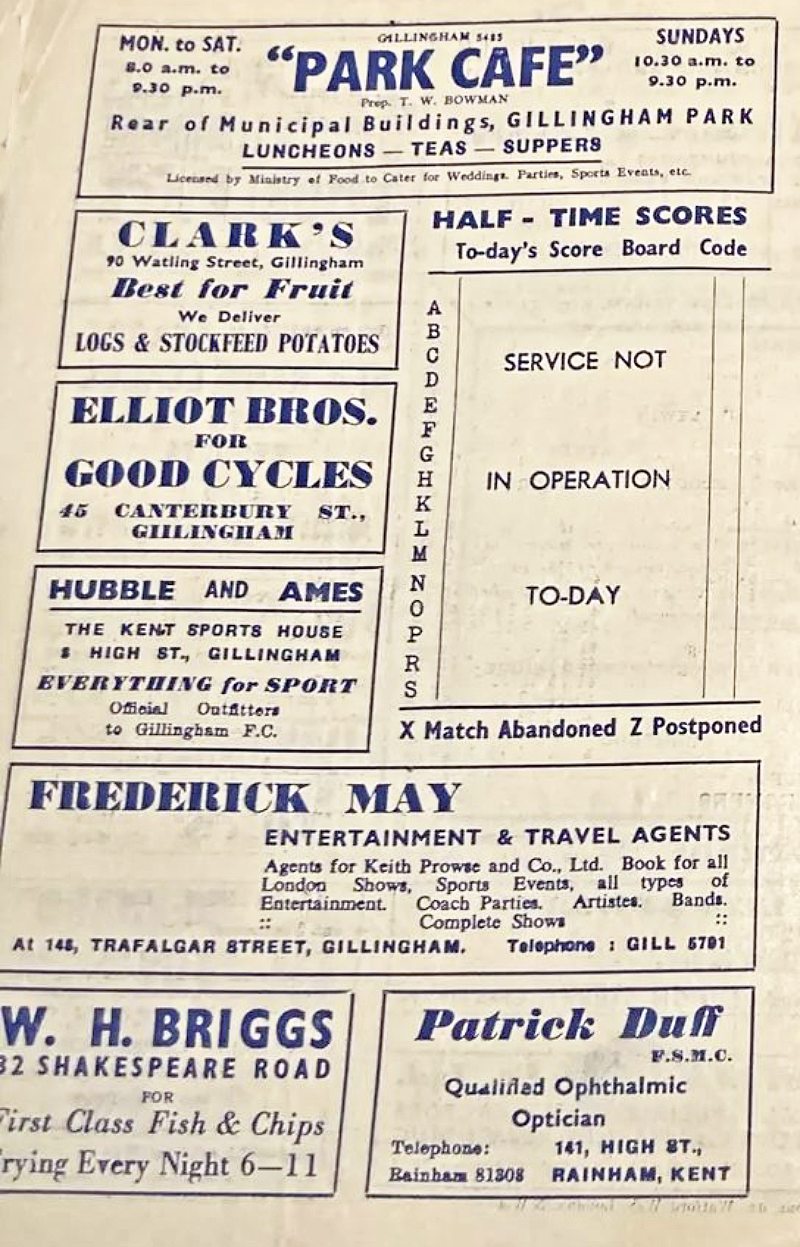 GILLINGHAM 5485
MON. to SAT.
8.0 a.m. to
9.30 p.m.
"PARK CAFE"
SUNDAYS
10.30 a.m. to
9.30 p.m.
Prep. T. W. BOWMAN
Rear of Municipal Buildings, GILLINGHAM PARK
LUNCHEONS — TEAS — SUPPERS
Licensed by Ministry of Food to Cater for Weddings. Parties, Sports Events, etc.
CLARK'S
90 Watling Street, Gillingham
Best for Fruit
We Deliver
LOGS & STOCKFEED POTATOES
ELLIOT BROS.
FOR
GOOD CYCLES
45 CANTERBURY ST.,
GILLINGHAM
HUBBLE AND AMES
THE KENT SPORTS HOUSE
8 HIGH ST., GILLINGHAM
EVERYTHING for SPORT
Official Outfitters
to Gillingham F.C.
HALF - TIME SCORES
To-day's Score Board Code
A
B
C
D
E
F
G
H
K
L
M
N
O
P
R
S
SERVICE NOT
IN OPERATION
TO-DAY
X Match Abandoned Z Postponed
FREDERICK MAY
ENTERTAINMENT & TRAVEL AGENTS
Agents for Keith Prowse and Co., Ltd. Book for all
London Shows, Sports Events, all types of
Entertainment. Coach Parties. Artistes. Bands.
:: Complete Shows ::
At 148, TRAFALGAR STREET, GILLINGHAM. Telephone : GILL 5791
W. H. BRIGGS
32 SHAKESPEARE ROAD
FOR
First Class Fish & Chips
rying Every Night 6—11
Patrick Duff
F.S.M.C.
Qualified Ophthalmic
Optician
Telephone: 141, HIGH ST.,
Rainham 81308 RAINHAM, KENT